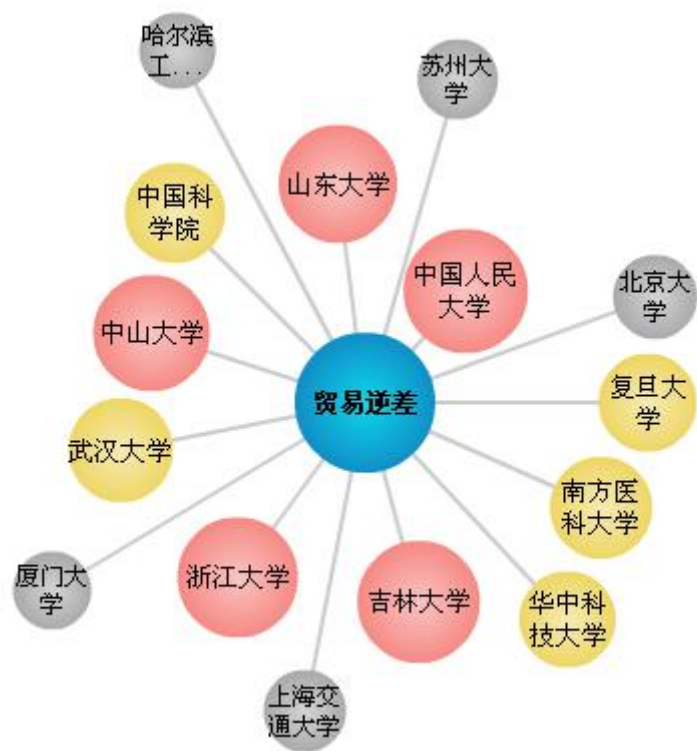 哈尔滨
工...
苏州大
学
山东大学
中国科
学院
中国人民
大学
北京大
学
中山大学
贸易逆差
复旦大
学
武汉大学
南方医
科大学
厦门大
学
浙江大学
吉林大学
华中科
技大学
上海交
通大学